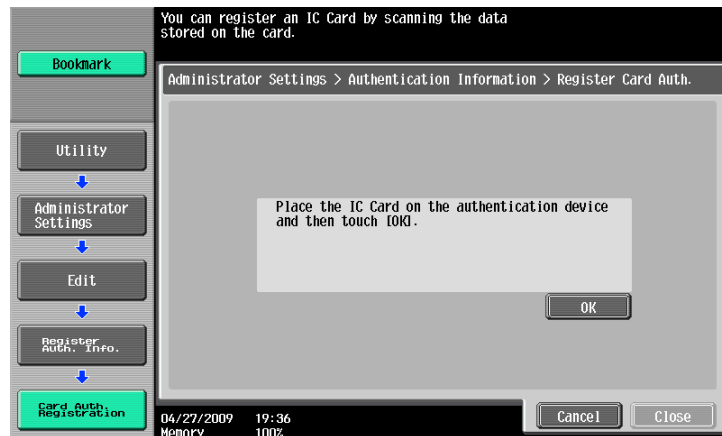 You can register an IC Card by scanning the data
stored on the card.
Bookmark
Administrator Settings > Authentication Information > Register Card Auth.
Utility
Administrator
Settings
Edit
Register
Auth. Info.
Card Auth.
Registration
Place the IC Card on the authentication device
and then touch [OK].
OK
04/27/2009 19:36
Memory 100%
Cancel
Close